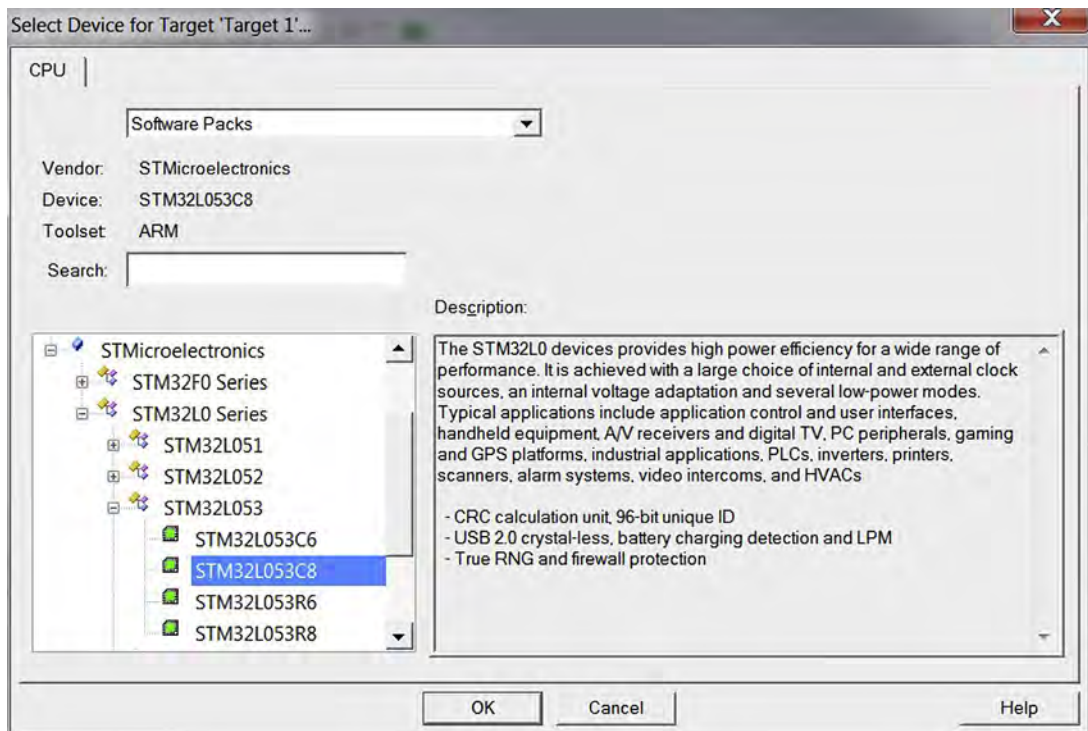 Select Device for Target 'Target 1'...
X
CPU
Software Packs
Vendor: STMicroelectronics
Device: STM32L053C8
Toolset: ARM
Search:
Description:
STMicroelectronics
STM32F0 Series
STM32L0 Series
STM32L051
STM32L052
STM32L053
STM32L053C6
STM32L053C8
STM32L053R6
STM32L053R8
The STM32L0 devices provides high power efficiency for a wide range of
performance. It is achieved with a large choice of internal and external clock
sources, an internal voltage adaptation and several low-power modes.
Typical applications include application control and user interfaces,
handheld equipment, A/V receivers and digital TV, PC peripherals, gaming
and GPS platforms, industrial applications, PLCs, inverters, printers,
scanners, alarm systems, video intercoms, and HVACs
- CRC calculation unit, 96-bit unique ID
- USB 2.0 crystal-less, battery charging detection and LPM
- True RNG and firewall protection
OK Cancel Help